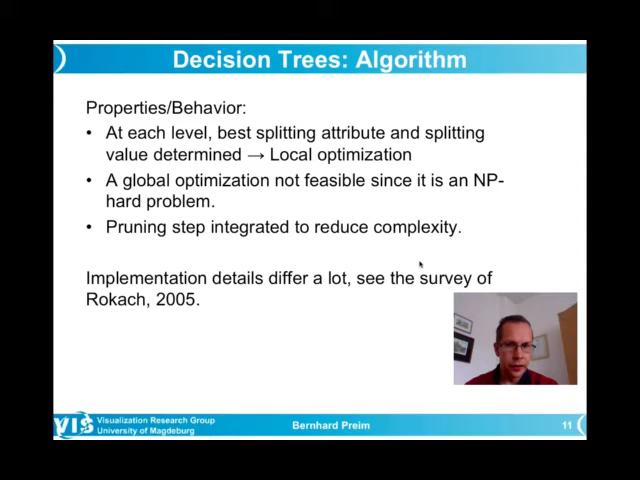 Decision Trees: Algorithm
Properties/Behavior:
• At each level, best splitting attribute and splitting
value determined → Local optimization
• A global optimization not feasible since it is an NP-
hard problem.
• Pruning step integrated to reduce complexity.
Implementation details differ a lot, see the survey of
Rokach, 2005.
VIS
Visualization Research Group
University of Magdeburg
Bernhard Preim
11